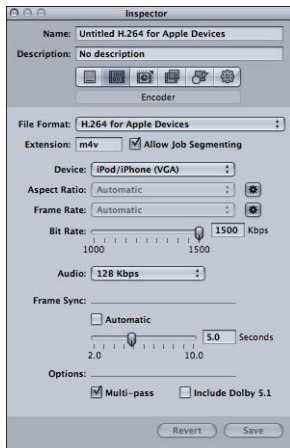 Inspector
Name: Untitled H.264 for Apple Devices
Description: No description
Encoder
File Format: H.264 for Apple Devices
Extension: m4v Allow Job Segmenting
Device: iPod/iPhone (VGA)
Aspect Ratio: Automatic
Frame Rate: Automatic
Bit Rate: 1500 Kbps
1000 1500
Audio: 128 Kbps
Frame Sync:
Automatic
5.0 Seconds
2.0 10.0
Options:
Multi-pass Include Dolby 5.1
Revert Save